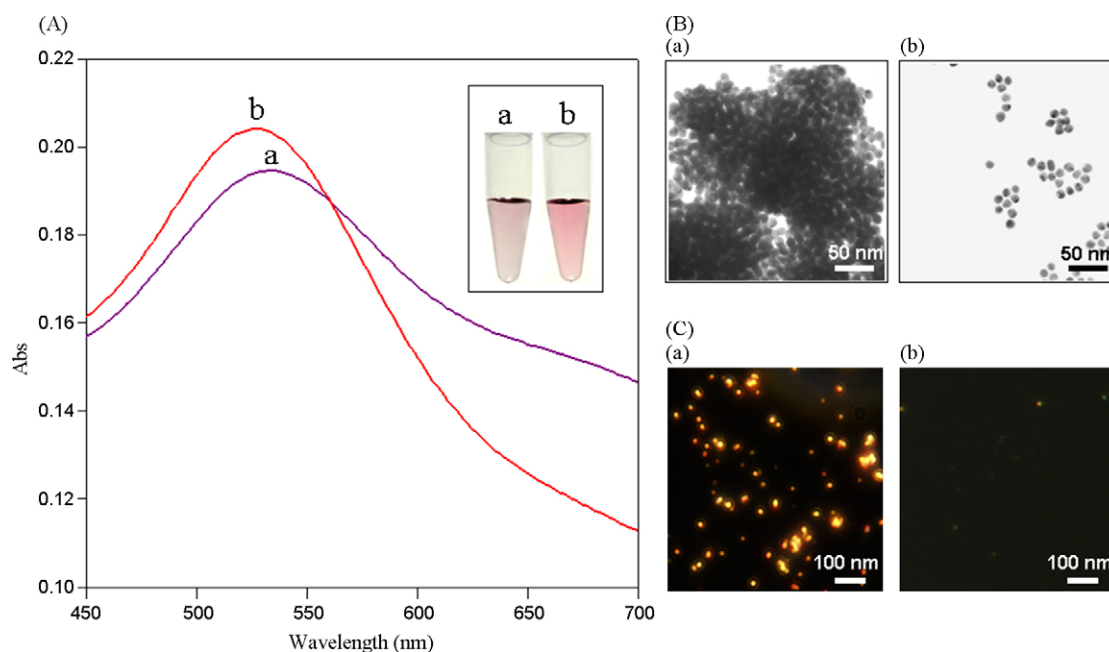 (A)
0.22
0.20
0.18
0.16
0.14
0.12
0.10
Abs
450
500
550
600
650
700
Wavelength (nm)
b
a
a b
(B)
(a)
50 nm
(b)
50 nm
(C)
(a)
100 nm
(b)
100 nm